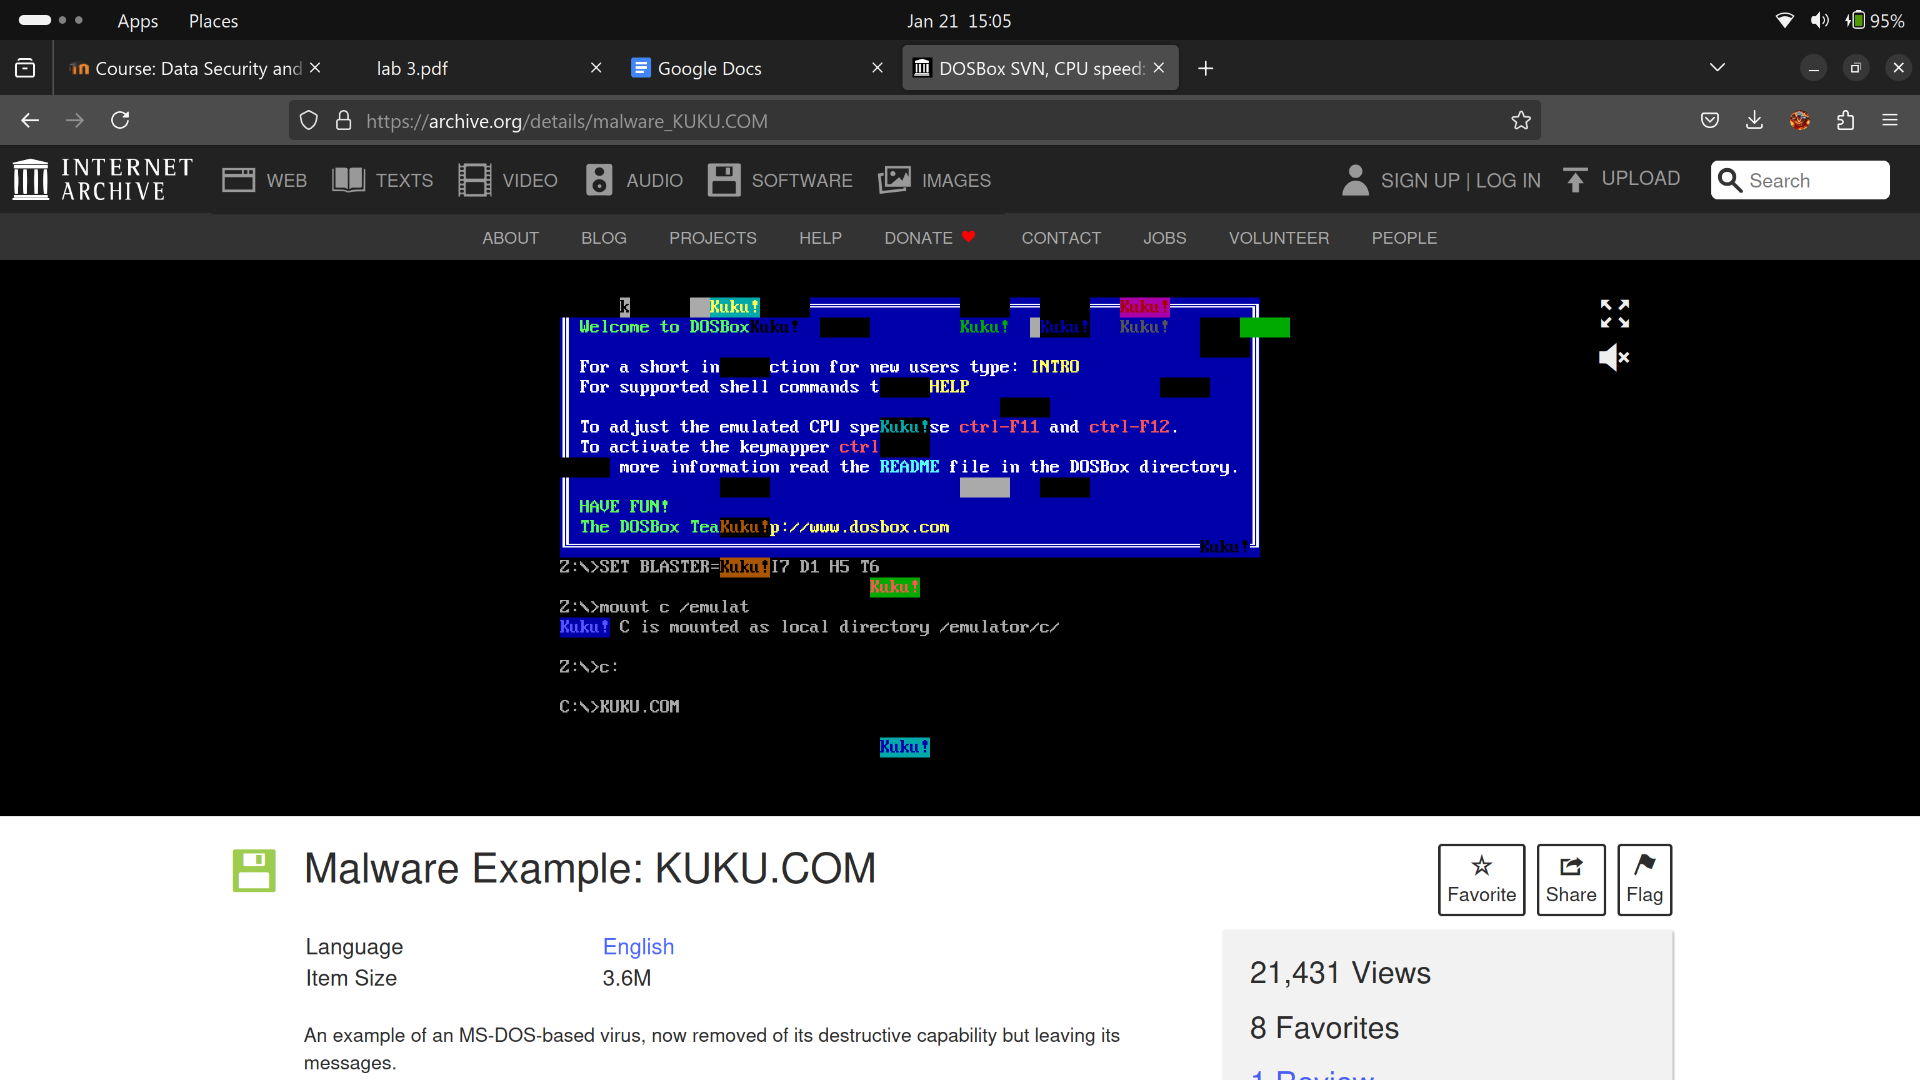 Apps Places Jan 21 15:05 95%
Course: Data Security and lab 3.pdf Google Docs DOSBox SVN, CPU speed:
https://archive.org/details/malware_KUKU.COM
INTERNET ARCHIVE WEB TEXTS VIDEO AUDIO SOFTWARE IMAGES SIGN UP | LOG IN UPLOAD Search
ABOUT BLOG PROJECTS HELP DONATE CONTACT JOBS VOLUNTEER PEOPLE
k Kuku! Kuku!
Welcome to DOSBoxKuku! Kuku! Kuku! Kuku!
For a short in ction for new users type: INTRO
For supported shell commands t HELP
To adjust the emulated CPU speKuku!se ctrl-F11 and ctrl-F12.
To activate the keymapper ctrl
more information read the README file in the DOSBox directory.
HAVE FUN!
The DOSBox TeaKuku!p://www.dosbox.com
Kuku!
Z:\>SET BLASTER=Kuku!I7 D1 H5 T6
Kuku!
Z:\>mount c /emulat
Kuku! C is mounted as local directory /emulator/c/
Z:\>c:
C:\>KUKU.COM
Kuku!
Malware Example: KUKU.COM
Favorite Share Flag
Language English
Item Size 3.6M
21,431 Views
8 Favorites
1 Review
An example of an MS-DOS-based virus, now removed of its destructive capability but leaving its
messages.